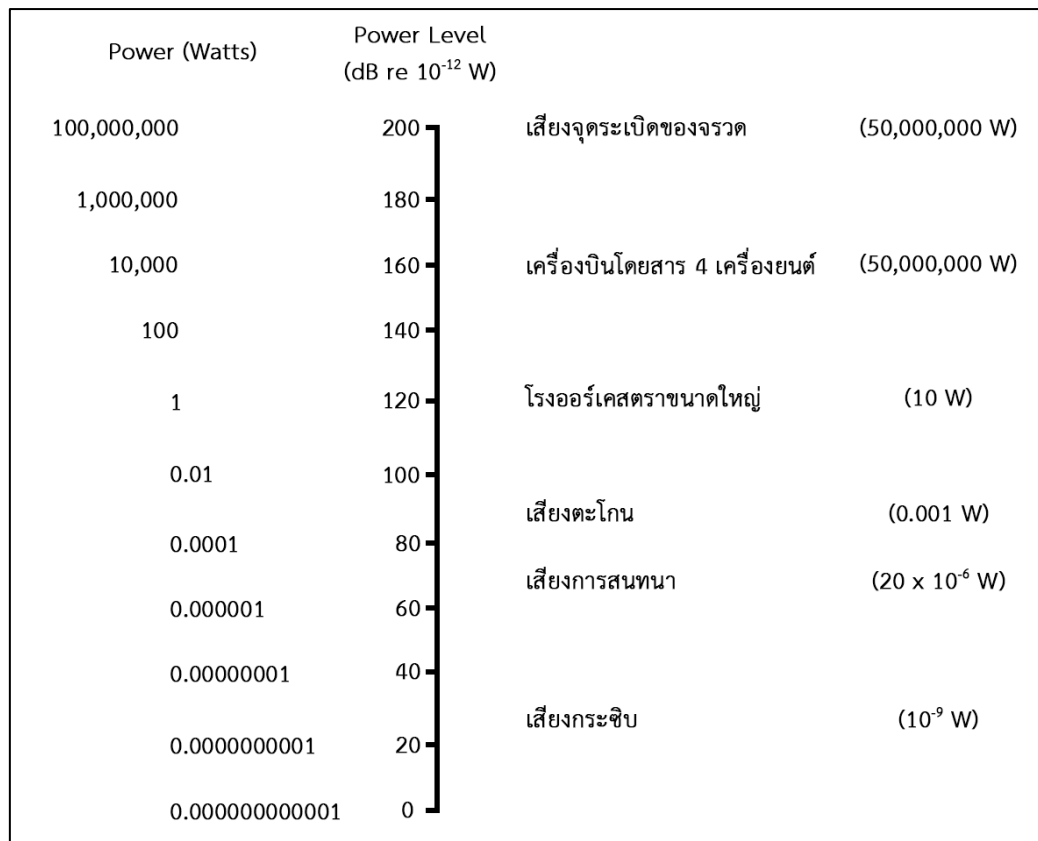 Power (Watts) Power Level
(dB re 10⁻¹² W)
100,000,000 200 เสียงจุดระเบิดของจรวด (50,000,000 W)
1,000,000 180
10,000 160 เครื่องบินโดยสาร 4 เครื่องยนต์ (50,000,000 W)
100 140
1 120 โรงออร์เคสตราขนาดใหญ่ (10 W)
0.01 100
เสียงตะโกน (0.001 W)
0.0001 80
เสียงการสนทนา (20 x 10⁻⁶ W)
0.000001 60
0.00000001 40
เสียงกระซิบ (10⁻⁹ W)
0.0000000001 20
0.000000000001 0